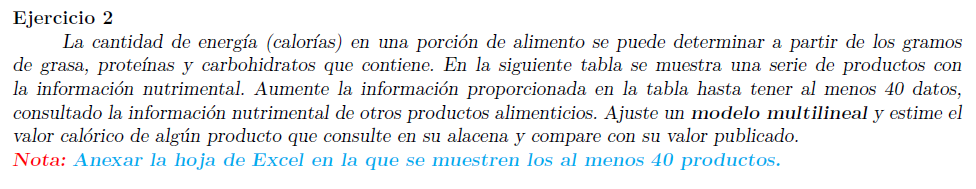 Ejercicio 2
La cantidad de energía (calorías) en una porción de alimento se puede determinar a partir de los gramos
de grasa, proteínas y carbohidratos que contiene. En la siguiente tabla se muestra una serie de productos con
la información nutrimental. Aumente la información proporcionada en la tabla hasta tener al menos 40 datos,
consultado la información nutrimental de otros productos alimenticios. Ajuste un modelo multilineal y estime el
valor calórico de algún producto que consulte en su alacena y compare con su valor publicado.
Nota: Anexar la hoja de Excel en la que se muestren los al menos 40 productos.